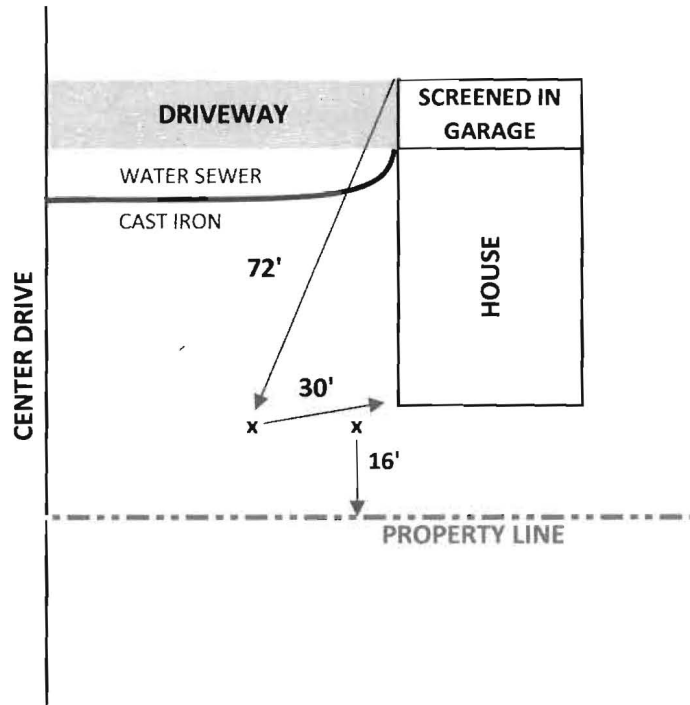 DRIVEWAY
SCREENED IN
GARAGE
WATER SEWER
CAST IRON
72'
HOUSE
CENTER DRIVE
30'
x
x
16'
PROPERTY LINE